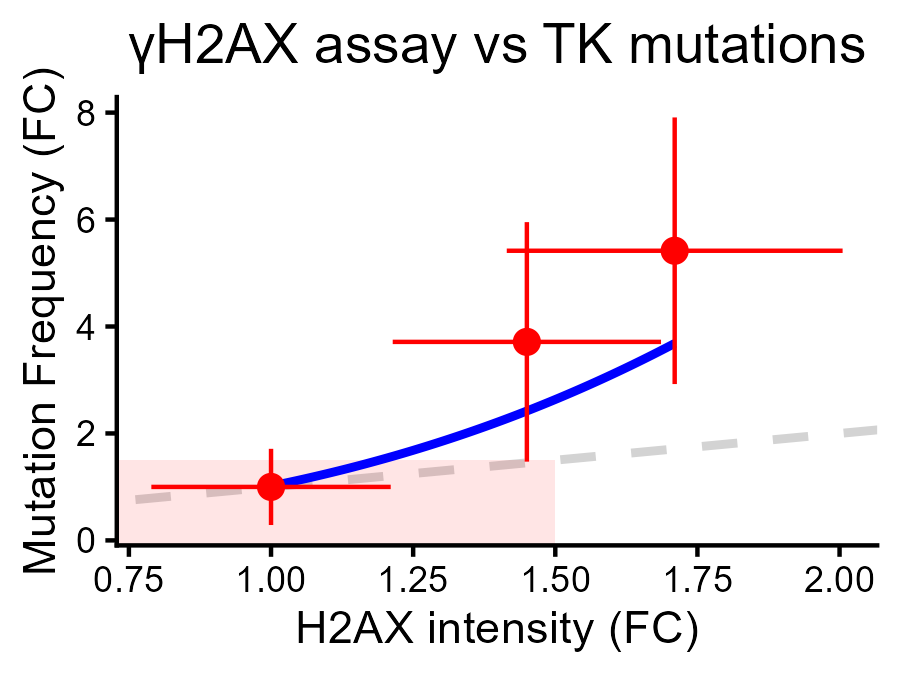 γH2AX assay vs TK mutations
Mutation Frequency (FC)
8
6
4
2
0
0.75 1.00 1.25 1.50 1.75 2.00
H2AX intensity (FC)